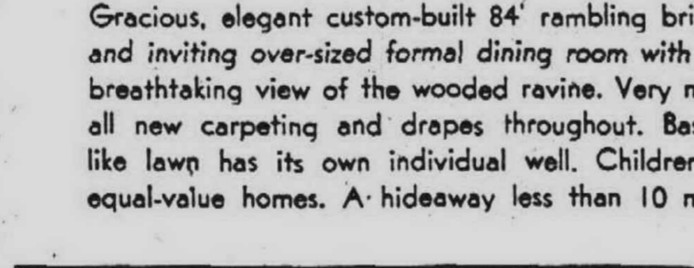 Gracious, elegant custom-built 84' rambling bri
and inviting over-sized formal dining room with
breathtaking view of the wooded ravine. Very
all new carpeting and drapes throughout. Bas
like lawn has its own individual well. Children
equal-value homes. A hideaway less than 10